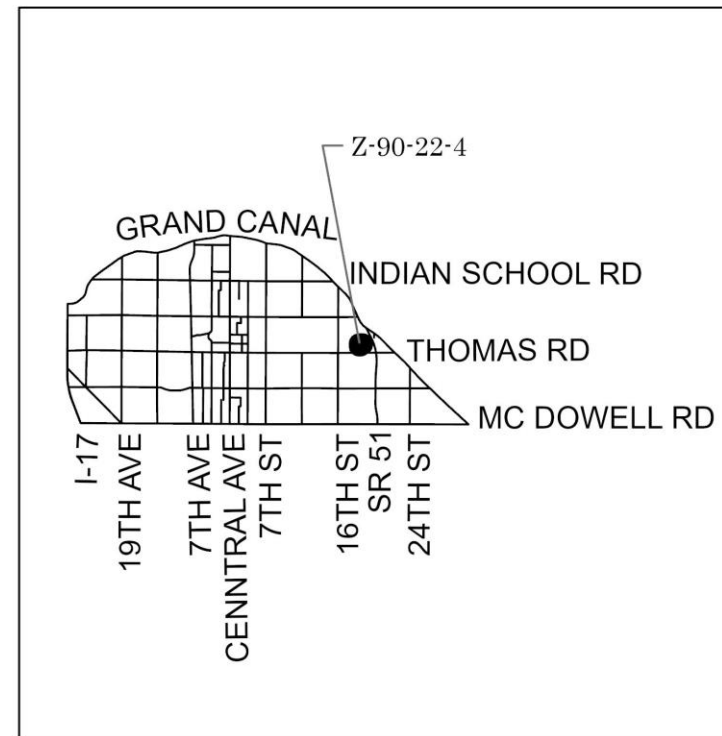 Z-90-22-4
GRAND CANAL
INDIAN SCHOOL RD
THOMAS RD
MC DOWELL RD
I-17
19TH AVE
7TH AVE
CENNTRAL AVE
7TH ST
16TH ST
SR 51
24TH ST